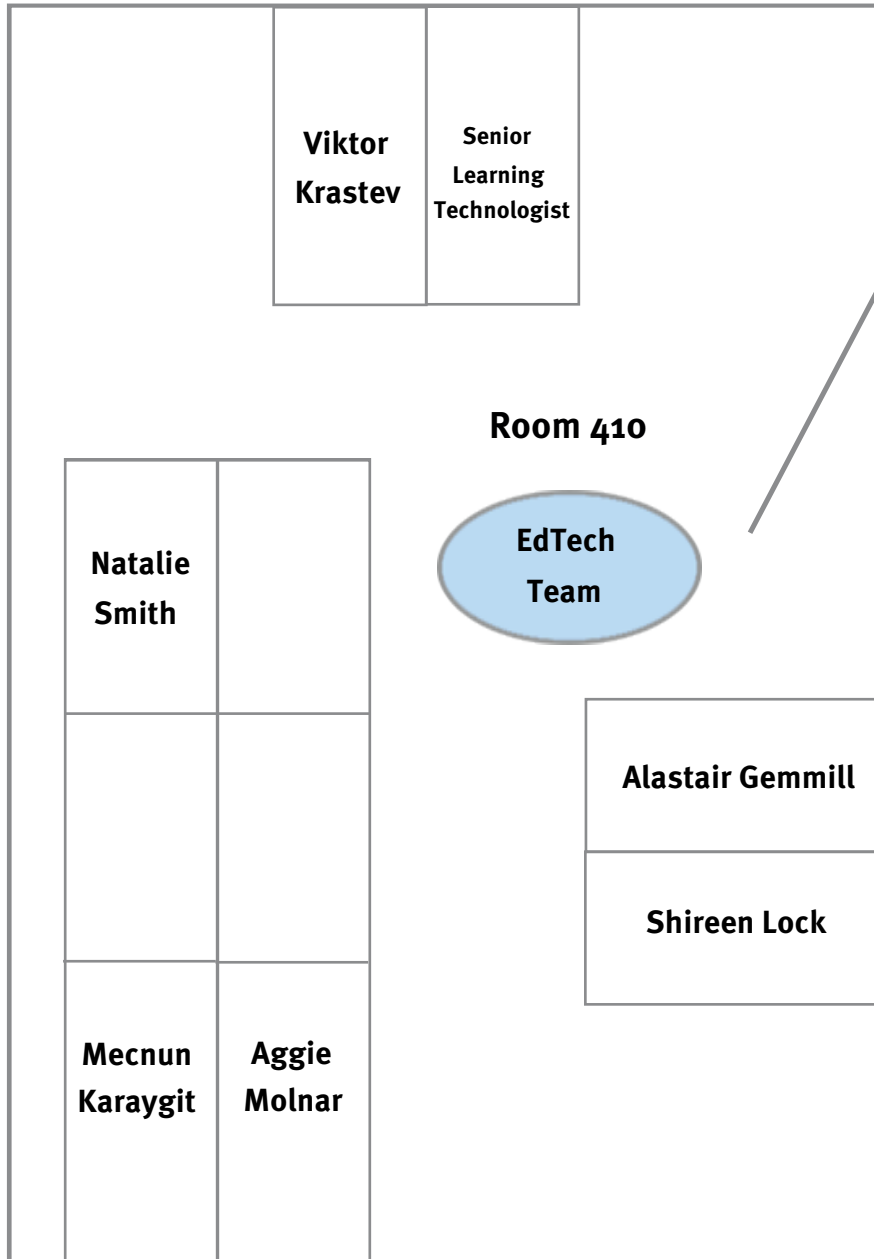 Viktor
Krastev
Senior
Learning
Technologist
Room 410
EdTech
Team
Natalie
Smith
Alastair Gemmill
Shireen Lock
Mecnun
Karaygit
Aggie
Molnar